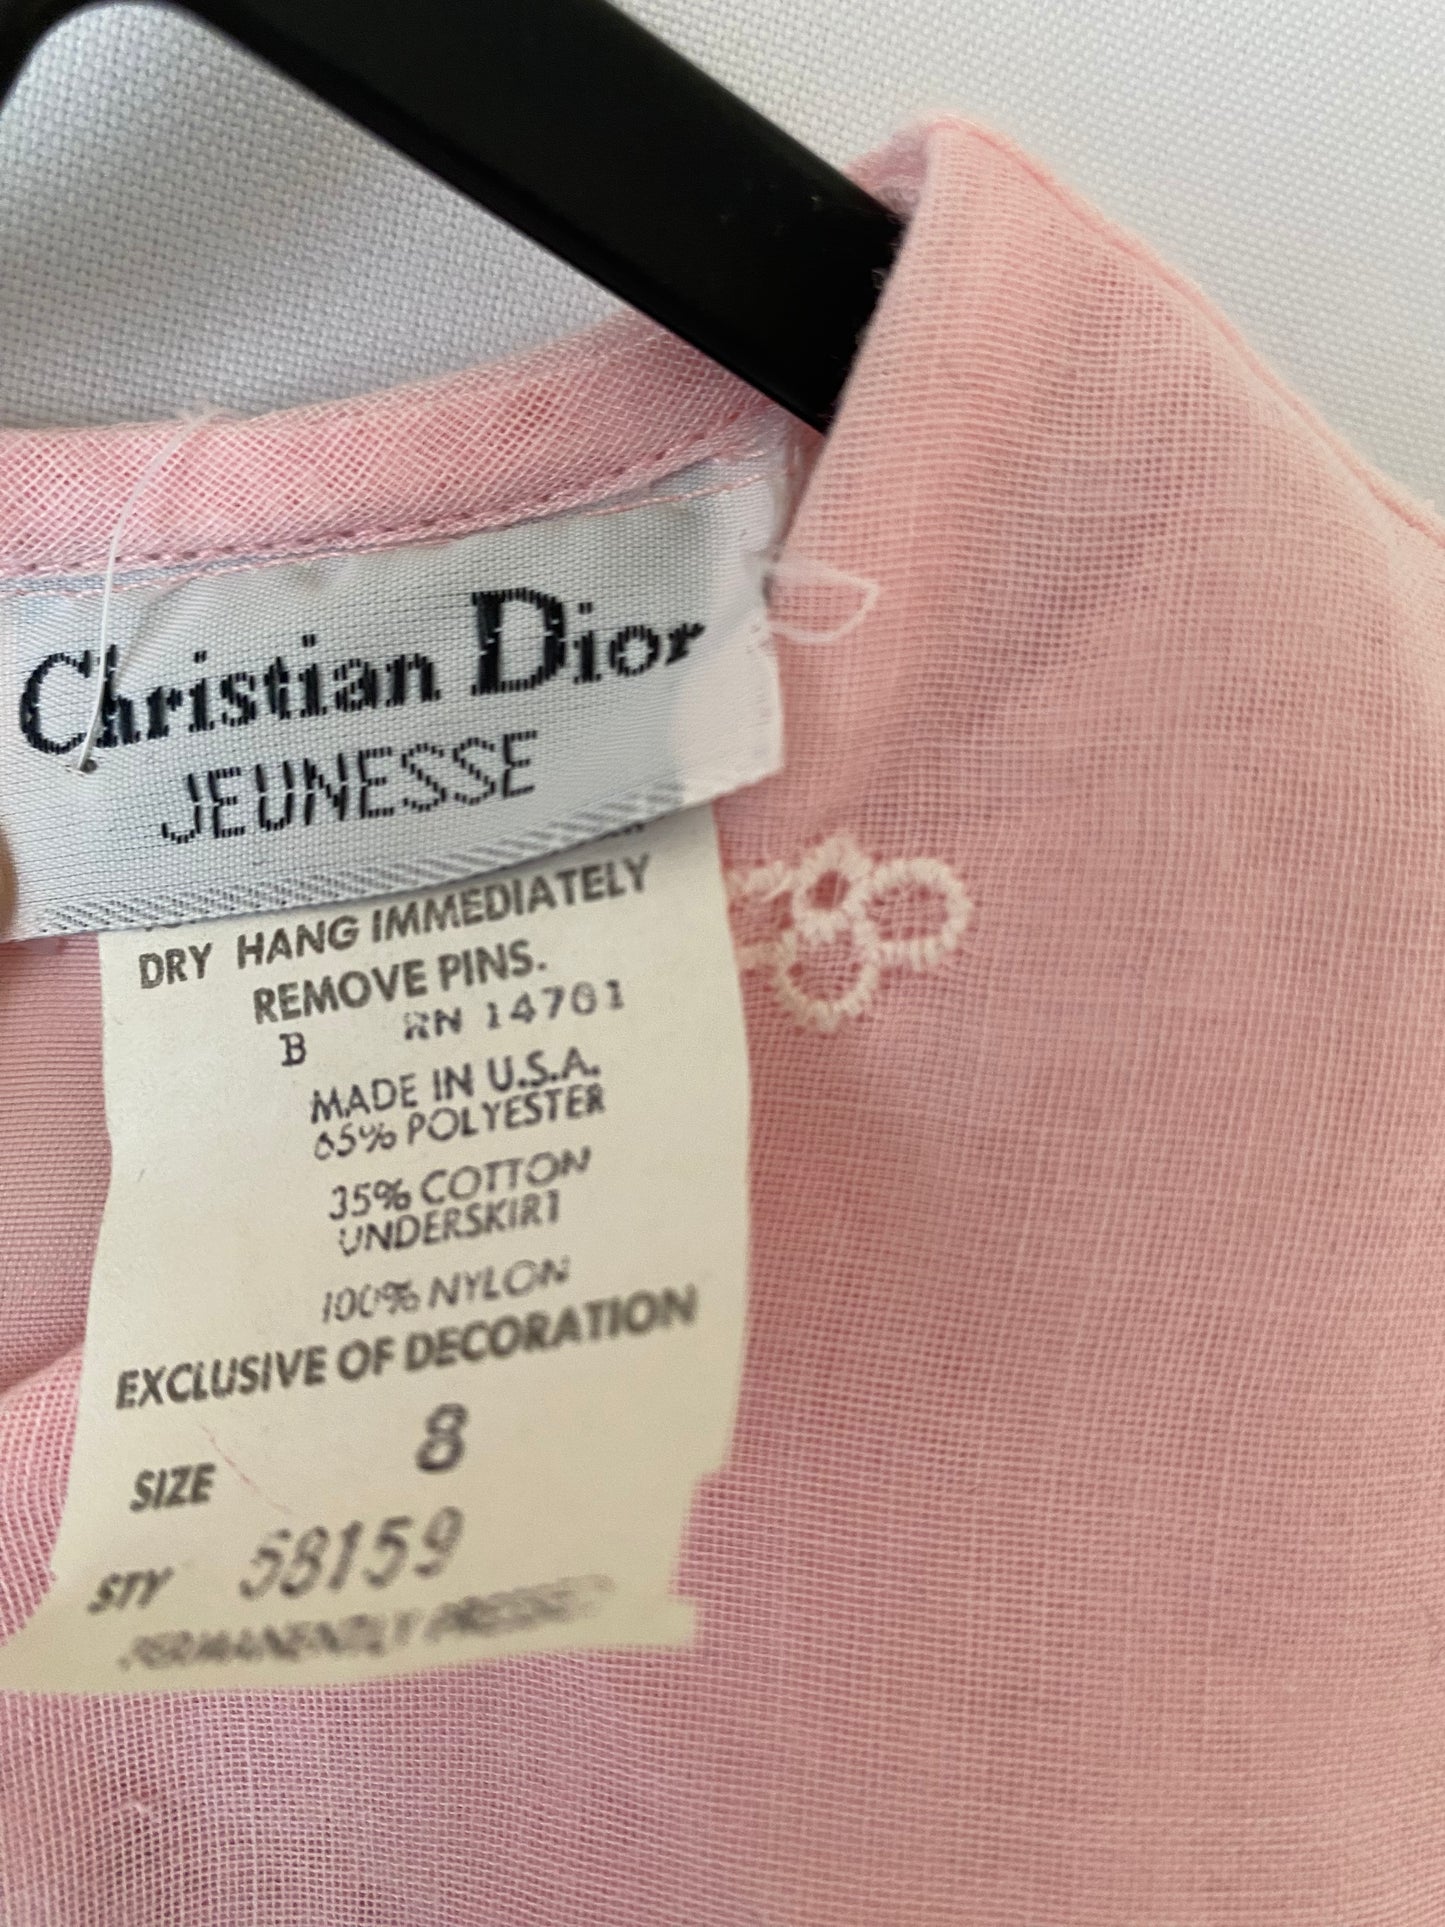 Christian Dior
JEUNESSE
DRY HANG IMMEDIATELY
REMOVE PINS.
B RN 14701
MADE IN U.S.A.
65% POLYESTER
35% COTTON
UNDERSKIRT
100% NYLON
EXCLUSIVE OF DECORATION
SIZE 8
STY 58159
PERMANENTLY